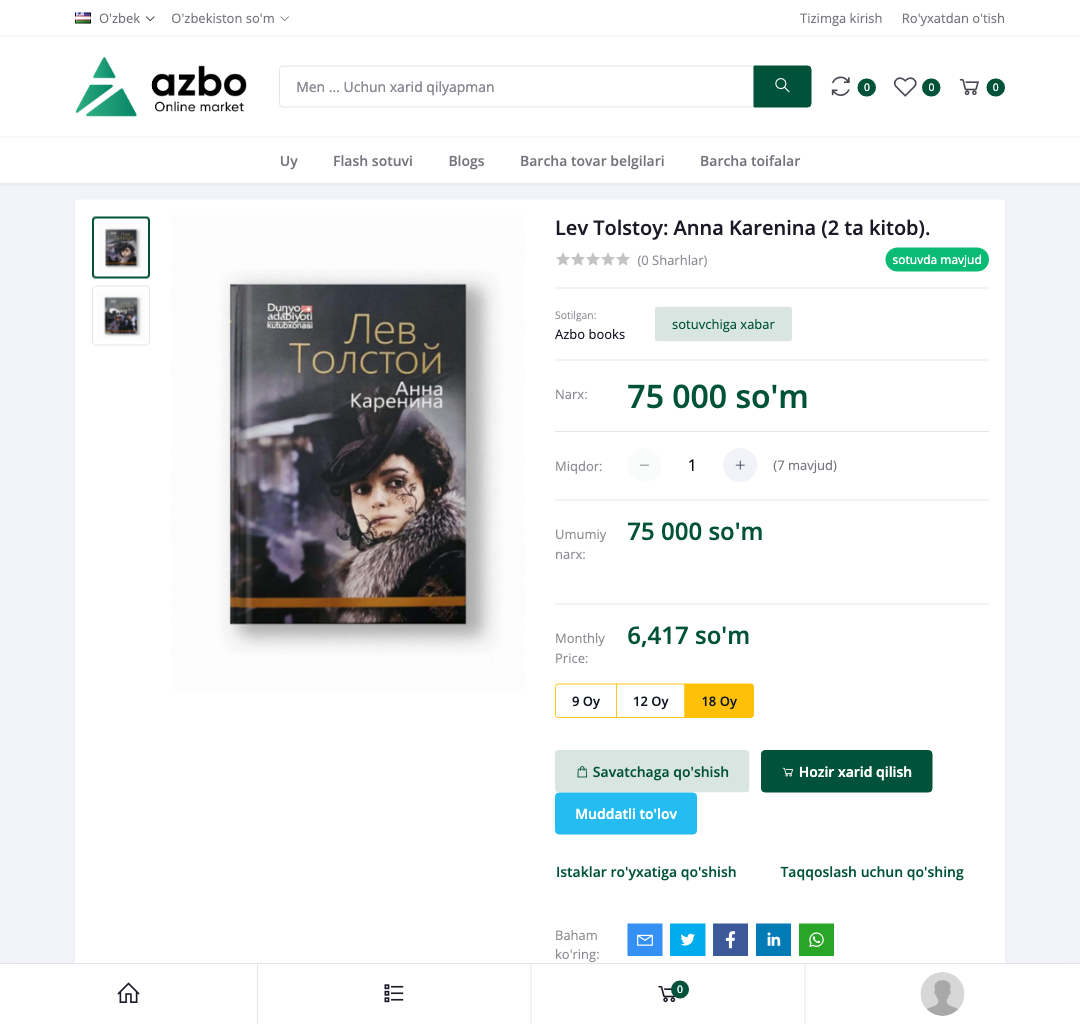 O'zbek
O'zbekiston so'm
Tizimga kirish
Ro'yxatdan o'tish
azbo
Online market
Men ... Uchun xarid qilyapman
0
0
0
Uy
Flash sotuvi
Blogs
Barcha tovar belgilari
Barcha toifalar
Dunyo
adabiyoti
kutubxonasi
Лев
Толстой
Анна
Каренина
Lev Tolstoy: Anna Karenina (2 ta kitob).
(0 Sharhlar)
sotuvda mavjud
Sotilgan:
Azbo books
sotuvchiga xabar
Narx:
75 000 so'm
Miqdor:
1
(7 mavjud)
Umumiy
narx:
75 000 so'm
Monthly
Price:
6,417 so'm
9 Oy
12 Oy
18 Oy
Savatchaga qo'shish
Hozir xarid qilish
Muddatli to'lov
Istaklar ro'yxatiga qo'shish
Taqqoslash uchun qo'shing
Baham
ko'ring:
0